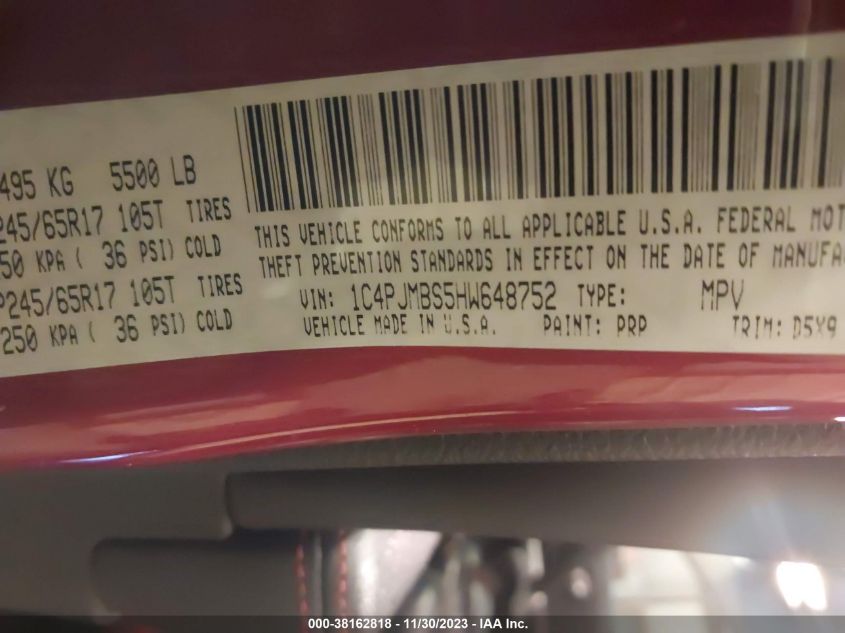 495 KG 5500 LB
P245/65R17 105T TIRES
250 KPA ( 36 PSI) COLD
P245/65R17 105T TIRES
250 KPA ( 36 PSI) COLD
THIS VEHICLE CONFORMS TO ALL APPLICABLE U.S.A. FEDERAL MOT
THEFT PREVENTION STANDARDS IN EFFECT ON THE DATE OF MANUFA
VIN: 1C4PJMBS5HW648752 TYPE: MPV
VEHICLE MADE IN U.S.A. PAINT: PRP TRIM: D5X9
000-38162818 - 11/30/2023 - IAA Inc.